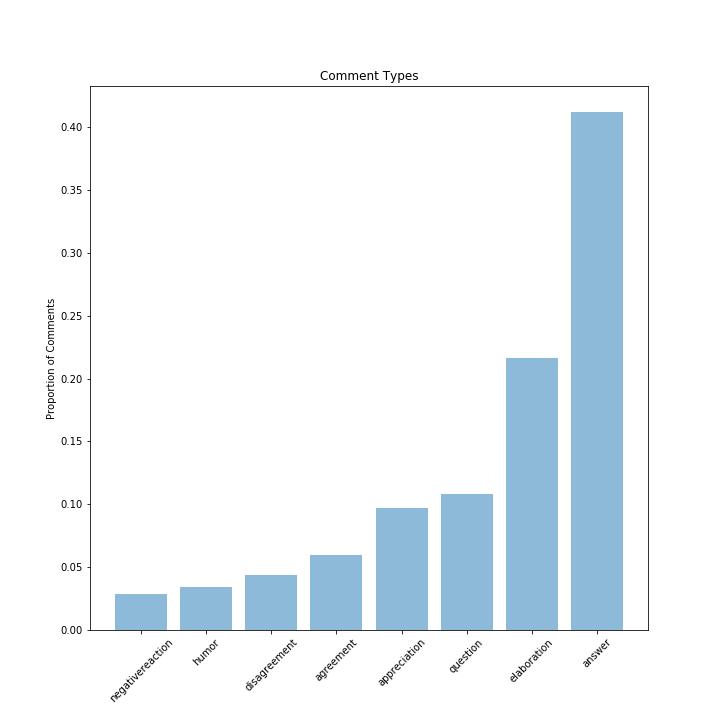 Comment Types
Proportion of Comments
0.40
0.35
0.30
0.25
0.20
0.15
0.10
0.05
0.00
negativereaction
humor
disagreement
agreement
appreciation
question
elaboration
answer